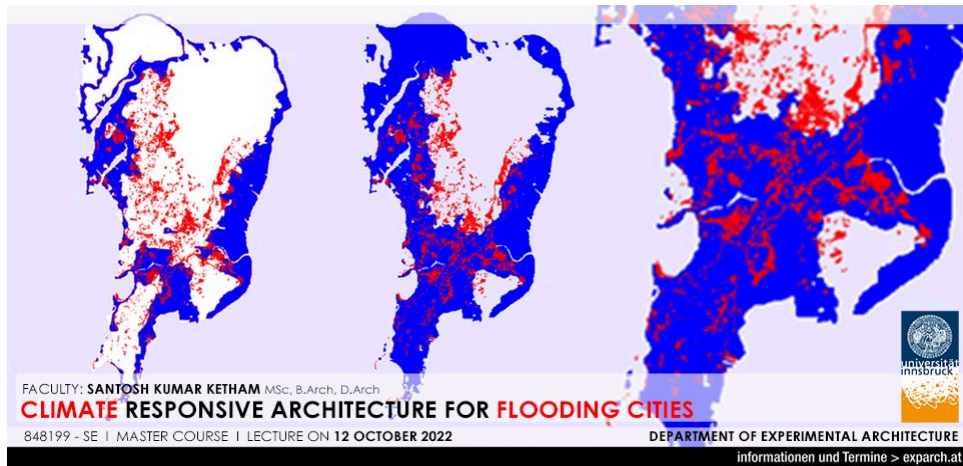 universität
innsbruck
FACULTY: SANTOSH KUMAR KETHAM MSc, B.Arch, D.Arch
CLIMATE RESPONSIVE ARCHITECTURE FOR FLOODING CITIES
848199 - SE I MASTER COURSE I LECTURE ON 12 OCTOBER 2022
DEPARTMENT OF EXPERIMENTAL ARCHITECTURE
informationen und Termine > exparch.at